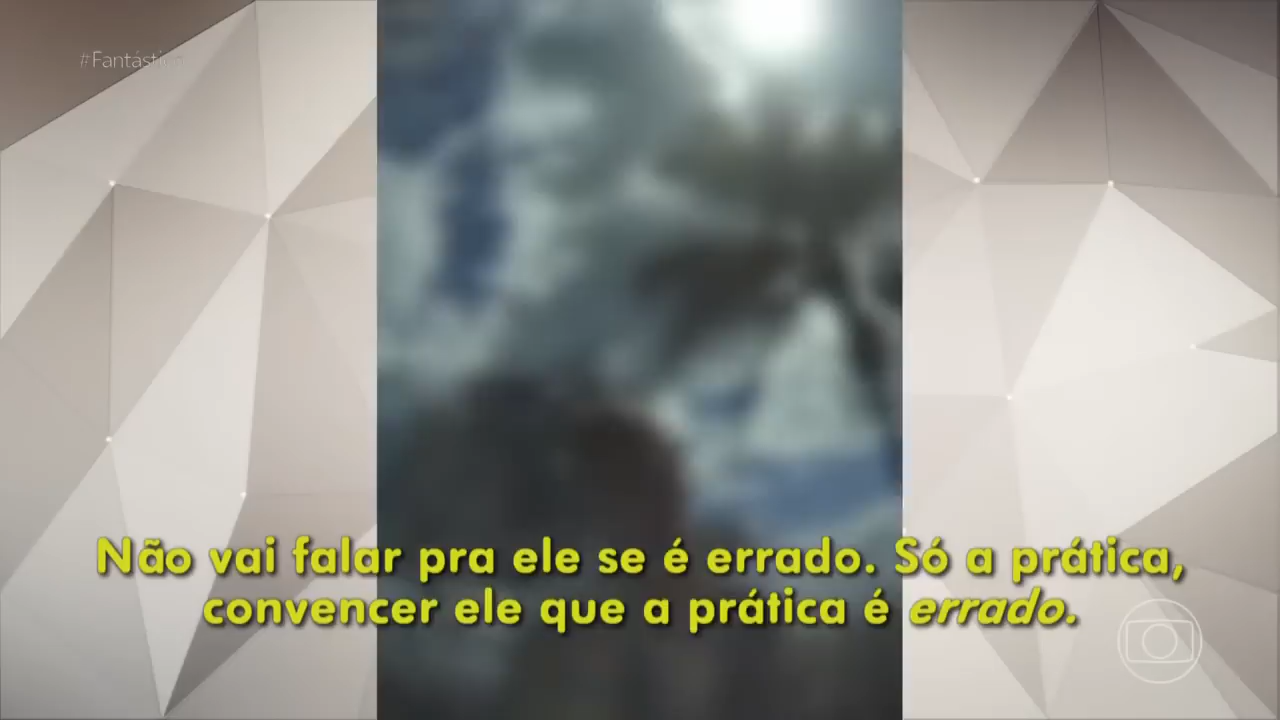 #Fantástico
Não vai falar pra ele se é errado. Só a prática,
convencer ele que a prática é errado.